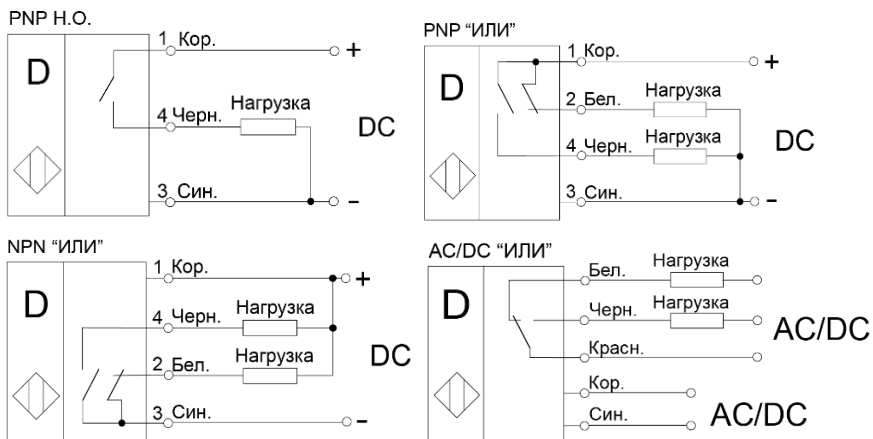 PNP Н.О.
1 Кор.
+
D
Нагрузка
4 Черн.
DC
3 Син.
-
PNP “ИЛИ”
1 Кор.
+
D
Нагрузка
2 Бел.
Нагрузка
DC
4 Черн.
3 Син.
-
NPN “ИЛИ”
1 Кор.
+
D
Нагрузка
4 Черн.
Нагрузка
DC
2 Бел.
3 Син.
-
AC/DC “ИЛИ”
Бел.
Нагрузка
D
Черн.
Нагрузка
AC/DC
Красн.
Кор.
Син.
AC/DC